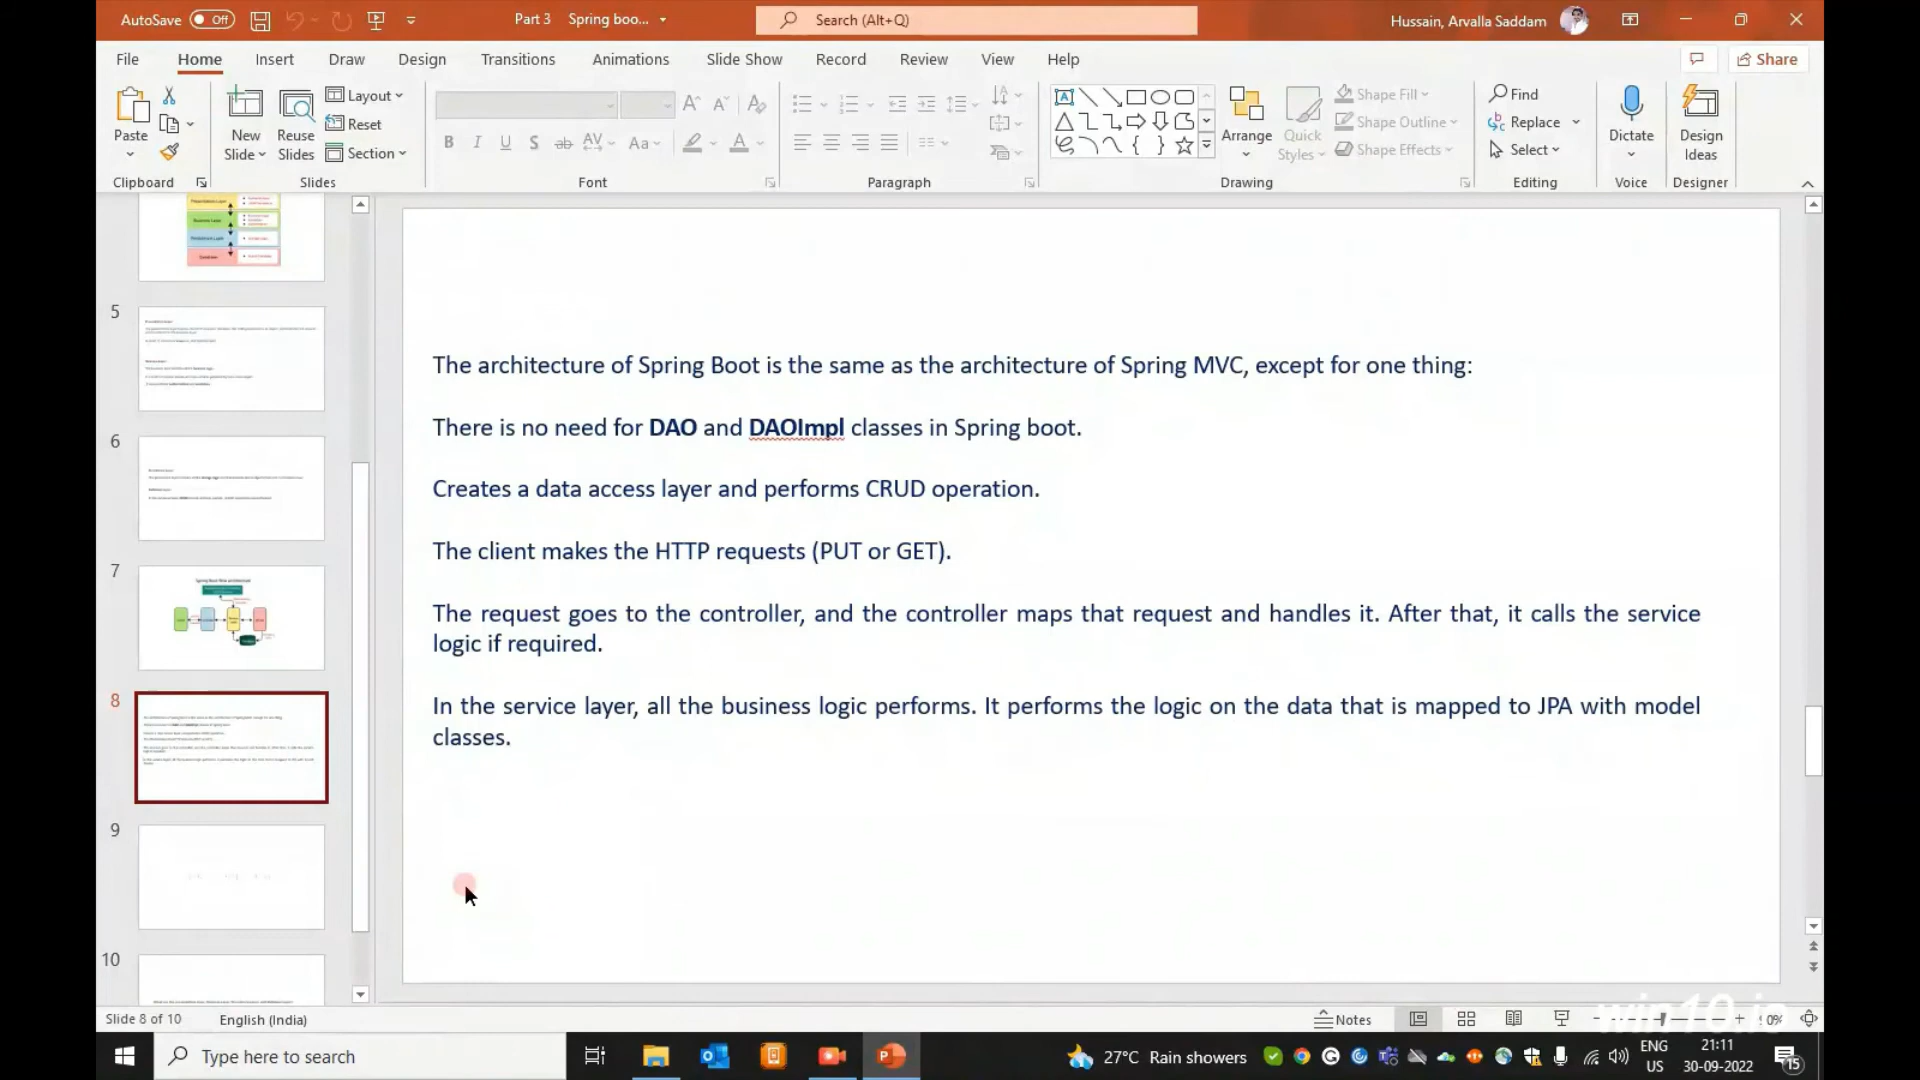 AutoSave Off Part 3 Spring boo... Search (Alt+Q) Hussain, Arvalla Saddam
File Home Insert Draw Design Transitions Animations Slide Show Record Review View Help Share
Paste New Slide Reuse Slides Layout Reset Section
B I U S ab AV Aa A
Arrange Quick Styles Shape Fill Shape Outline Shape Effects
Find Replace Select Dictate Design Ideas
Clipboard Slides Font Paragraph Drawing Editing Voice Designer
5
6
7
8
9
10
The architecture of Spring Boot is the same as the architecture of Spring MVC, except for one thing:
There is no need for DAO and DAOImpl classes in Spring boot.
Creates a data access layer and performs CRUD operation.
The client makes the HTTP requests (PUT or GET).
The request goes to the controller, and the controller maps that request and handles it. After that, it calls the service
logic if required.
In the service layer, all the business logic performs. It performs the logic on the data that is mapped to JPA with model
classes.
Slide 8 of 10 English (India) Notes
Type here to search 27°C Rain showers ENG 21:11
US 30-09-2022 15